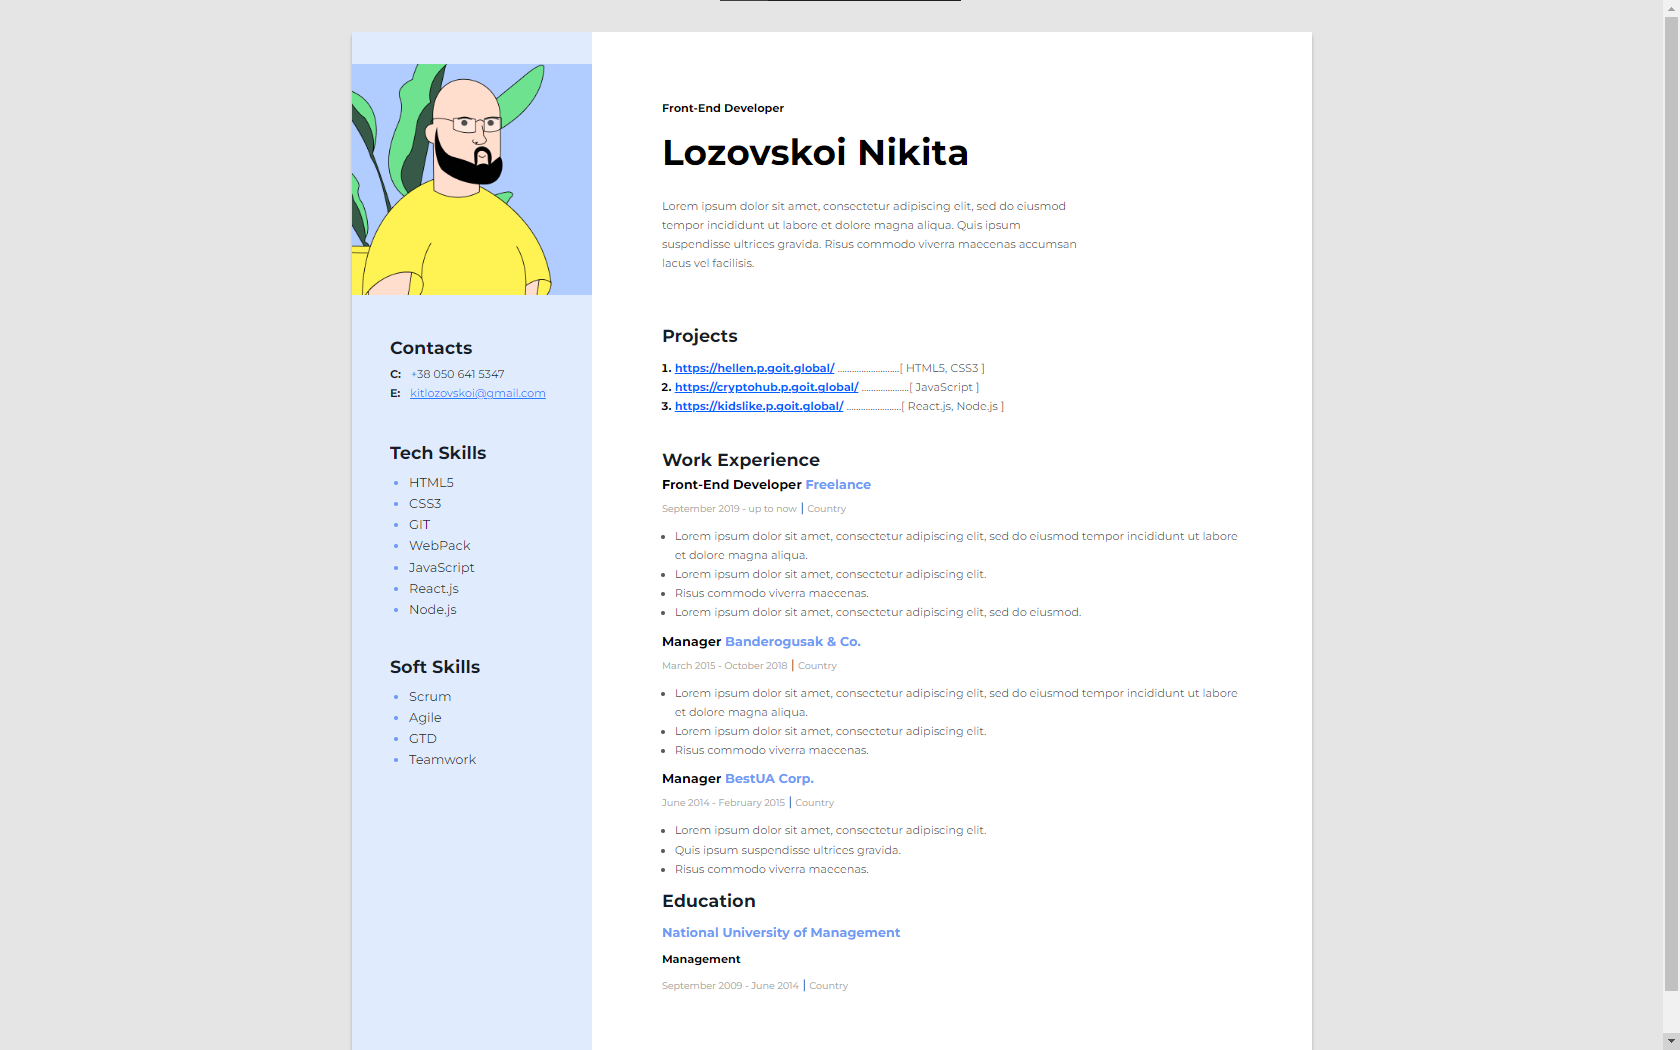 Contacts
C: +38 050 641 5347
E: kitlozovskoi@gmail.com
Tech Skills
HTML5
CSS3
GIT
WebPack
JavaScript
React.js
Node.js
Soft Skills
Scrum
Agile
GTD
Teamwork
Front-End Developer
Lozovskoi Nikita
Lorem ipsum dolor sit amet, consectetur adipiscing elit, sed do eiusmod
tempor incididunt ut labore et dolore magna aliqua. Quis ipsum
suspendisse ultrices gravida. Risus commodo viverra maecenas accumsan
lacus vel facilisis.
Projects
1. https://hellen.p.goit.global/ ..........................[ HTML5, CSS3 ]
2. https://cryptohub.p.goit.global/ ....................[ JavaScript ]
3. https://kidslike.p.goit.global/ .......................[ React.js, Node.js ]
Work Experience
Front-End Developer Freelance
September 2019 - up to now | Country
Lorem ipsum dolor sit amet, consectetur adipiscing elit, sed do eiusmod tempor incididunt ut labore
et dolore magna aliqua.
Lorem ipsum dolor sit amet, consectetur adipiscing elit.
Risus commodo viverra maecenas.
Lorem ipsum dolor sit amet, consectetur adipiscing elit, sed do eiusmod.
Manager Banderogusak & Co.
March 2015 - October 2018 | Country
Lorem ipsum dolor sit amet, consectetur adipiscing elit, sed do eiusmod tempor incididunt ut labore
et dolore magna aliqua.
Lorem ipsum dolor sit amet, consectetur adipiscing elit.
Risus commodo viverra maecenas.
Manager BestUA Corp.
June 2014 - February 2015 | Country
Lorem ipsum dolor sit amet, consectetur adipiscing elit.
Quis ipsum suspendisse ultrices gravida.
Risus commodo viverra maecenas.
Education
National University of Management
Management
September 2009 - June 2014 | Country